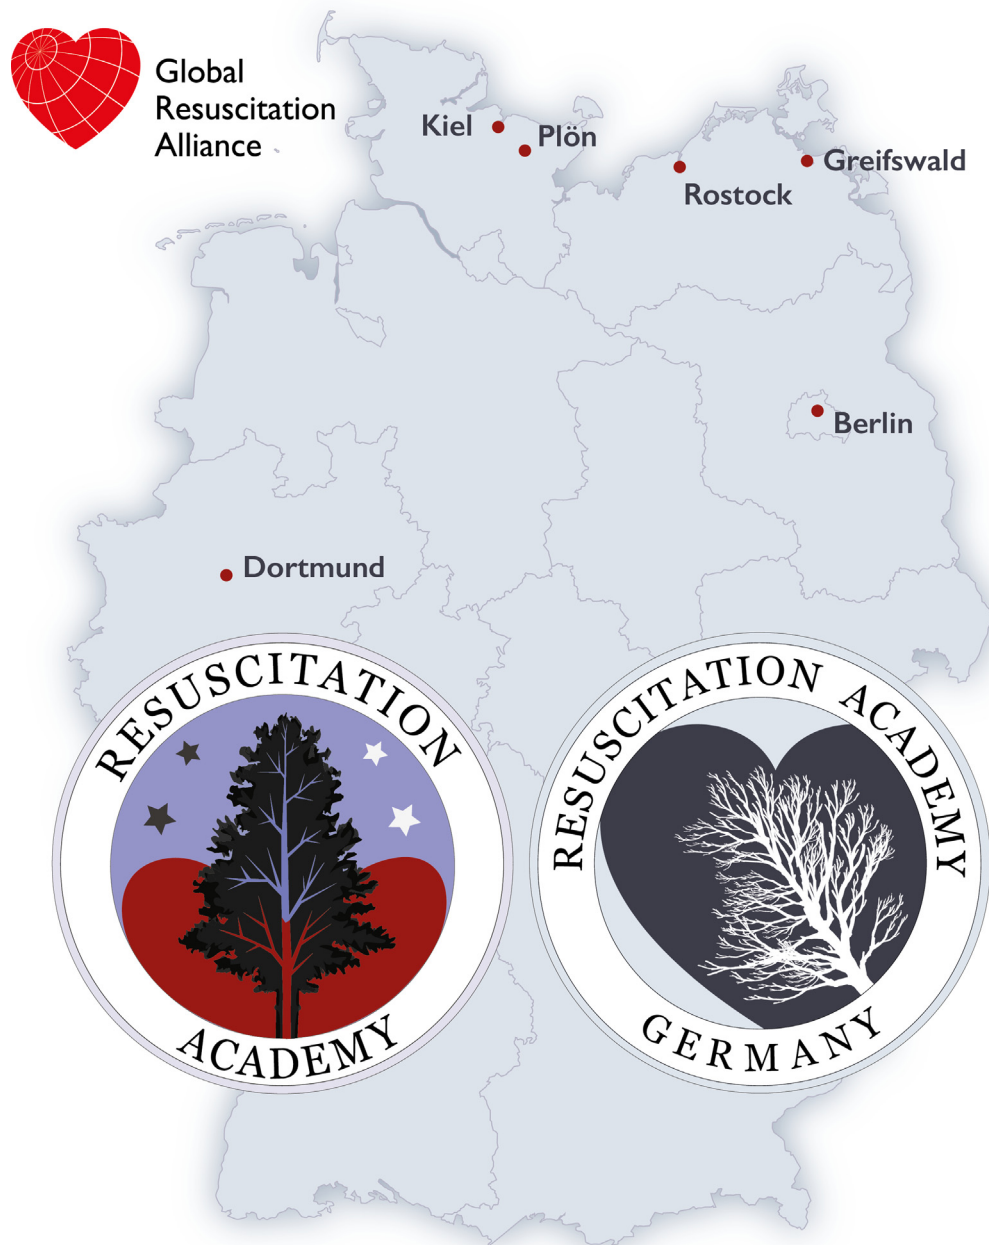 Global
Resuscitation
Alliance
Kiel
Plön
Greifswald
Rostock
Berlin
Dortmund
RESUSCITATION
ACADEMY
RESUSCITATION ACADEMY
GERMANY